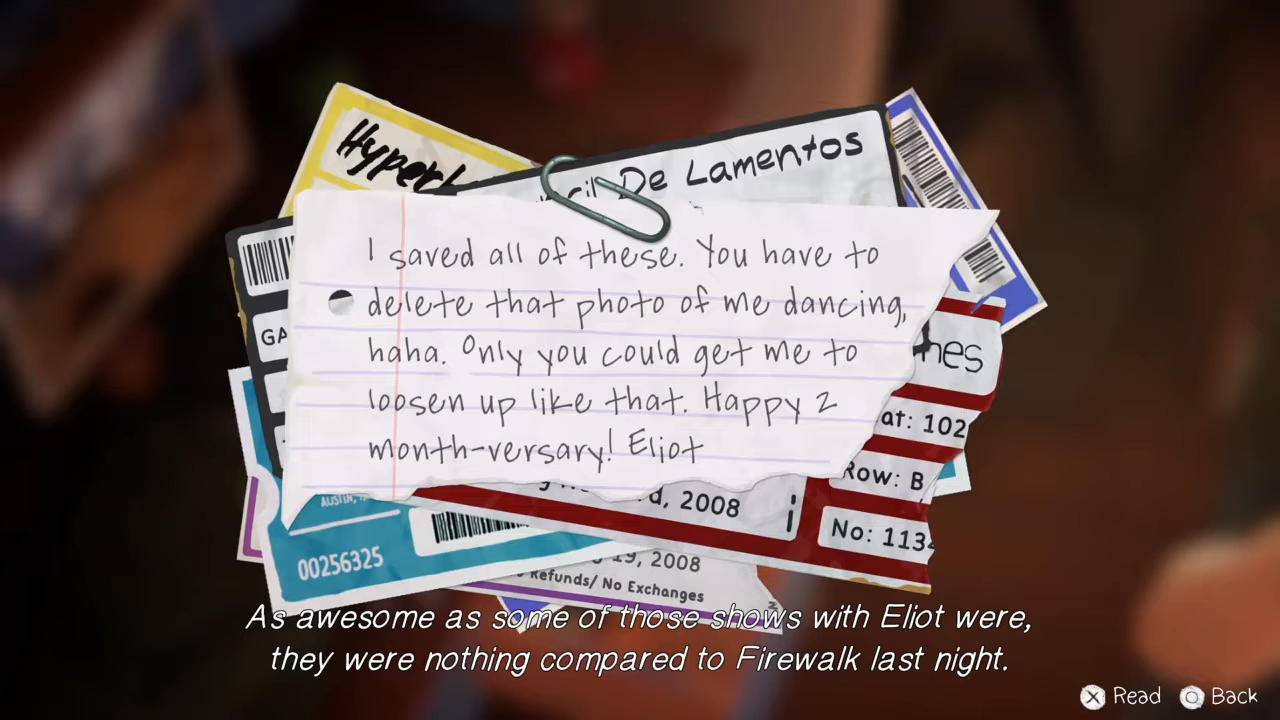 De Lamentos
I saved all of these. You have to
delete that photo of me dancing,
haha. Only you could get me to
loosen up like that. Happy 2
month-versary! Eliot
at: 102
Row: B
d, 2008
No: 113
00256325
19, 2008
Refunds/ No Exchanges
As awesome as some of those shows with Eliot were,
they were nothing compared to Firewalk last night.
Read Back